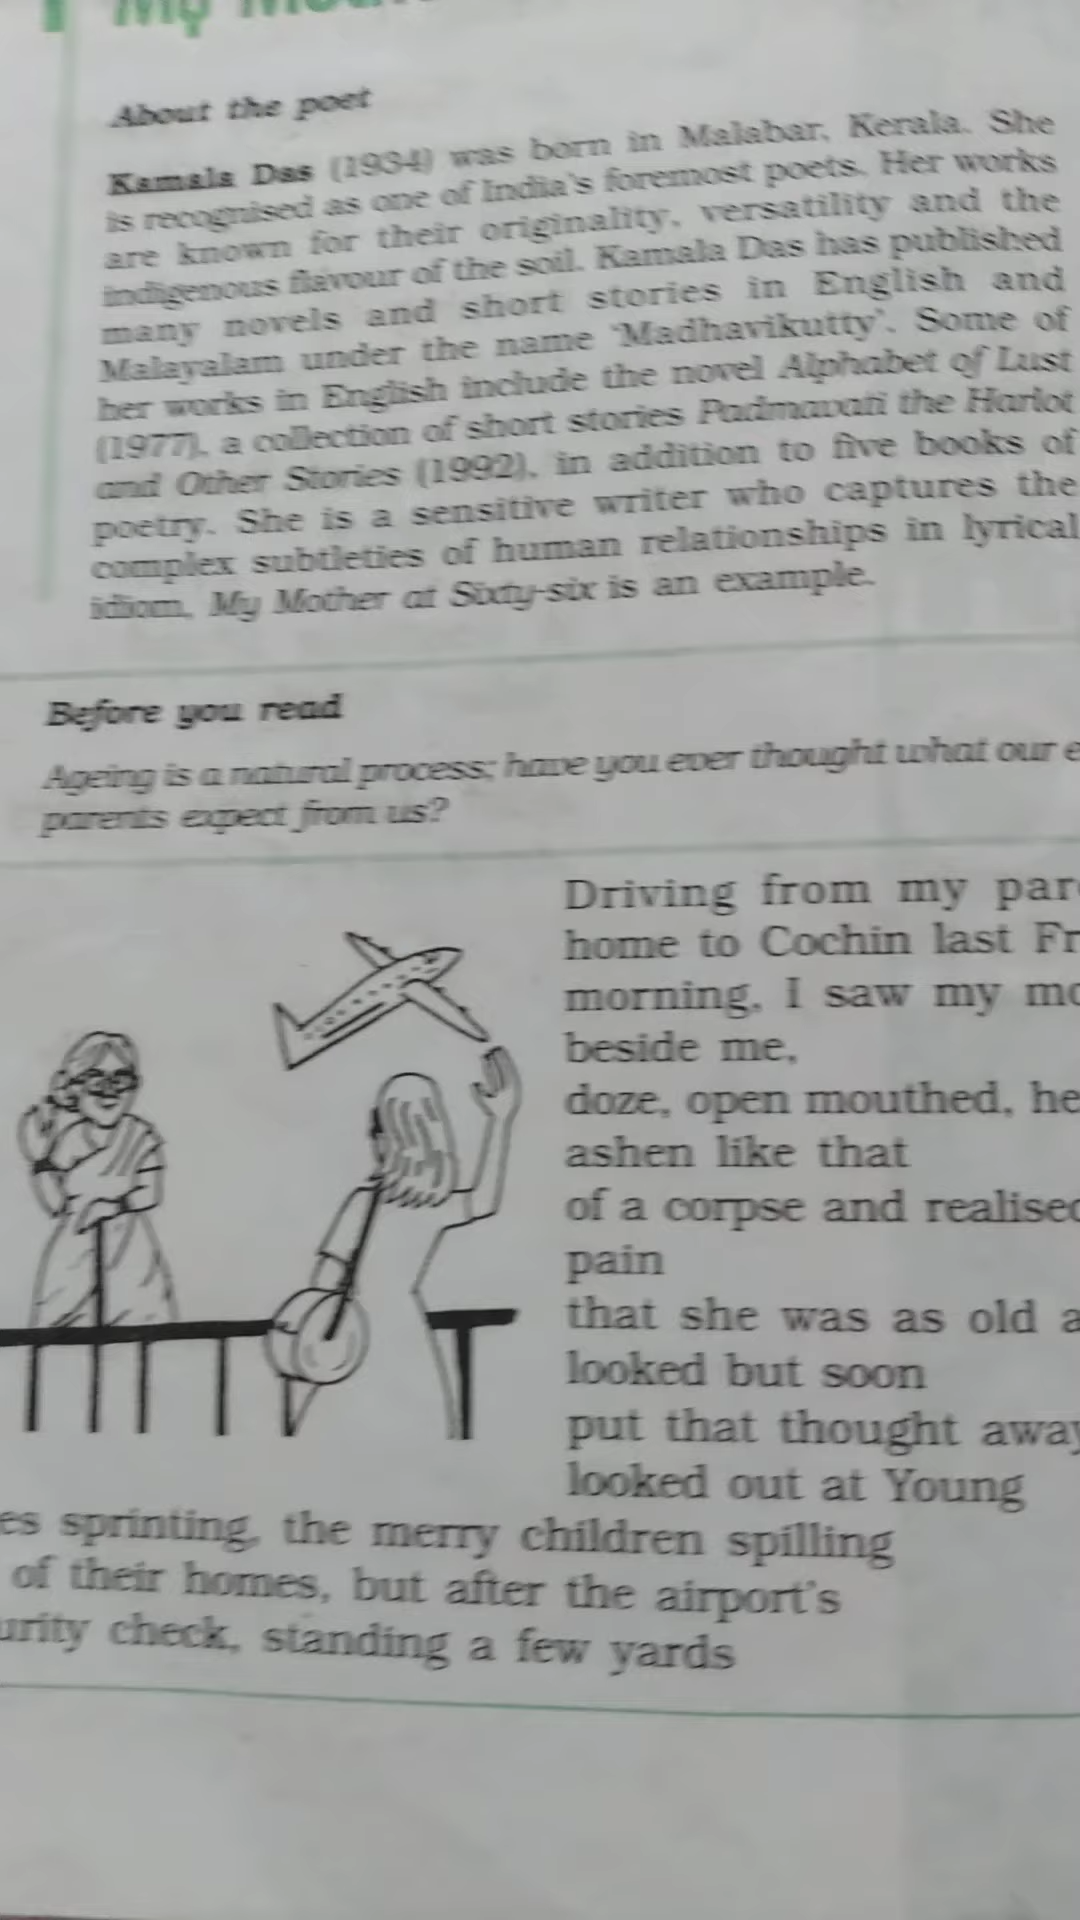 My
About the poet
Kamala Das (1934) was born in Malabar, Kerala. She
is recognised as one of India's foremost poets. Her works
are known for their originality, versatility and the
indigenous flavour of the soil. Kamala Das has published
many novels and short stories in English and
Malayalam under the name 'Madhavikutty'. Some of
her works in English include the novel Alphabet of Lust
(1977), a collection of short stories Padmavati the Harlot
and Other Stories (1992), in addition to five books of
poetry. She is a sensitive writer who captures the
complex subtleties of human relationships in lyrical
idiom. My Mother at Sixty-six is an example.
Before you read
Ageing is a natural process; have you ever thought what our e
parents expect from us?
Driving from my par
home to Cochin last Fr
morning, I saw my mo
beside me,
doze, open mouthed, he
ashen like that
of a corpse and realised
pain
that she was as old a
looked but soon
put that thought away
looked out at Young
es sprinting, the merry children spilling
of their homes, but after the airport's
urity check, standing a few yards